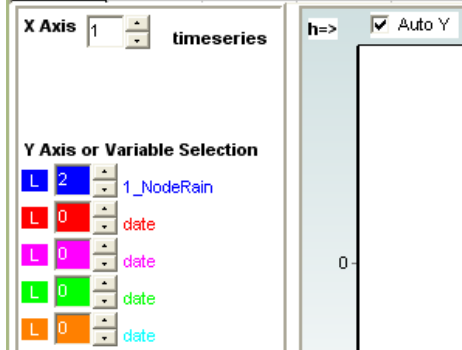 X Axis 1 timeseries
h=> Auto Y
Y Axis or Variable Selection
L 2 1_NodeRain
L 0 date
L 0 date
0
L 0 date
L 0 date